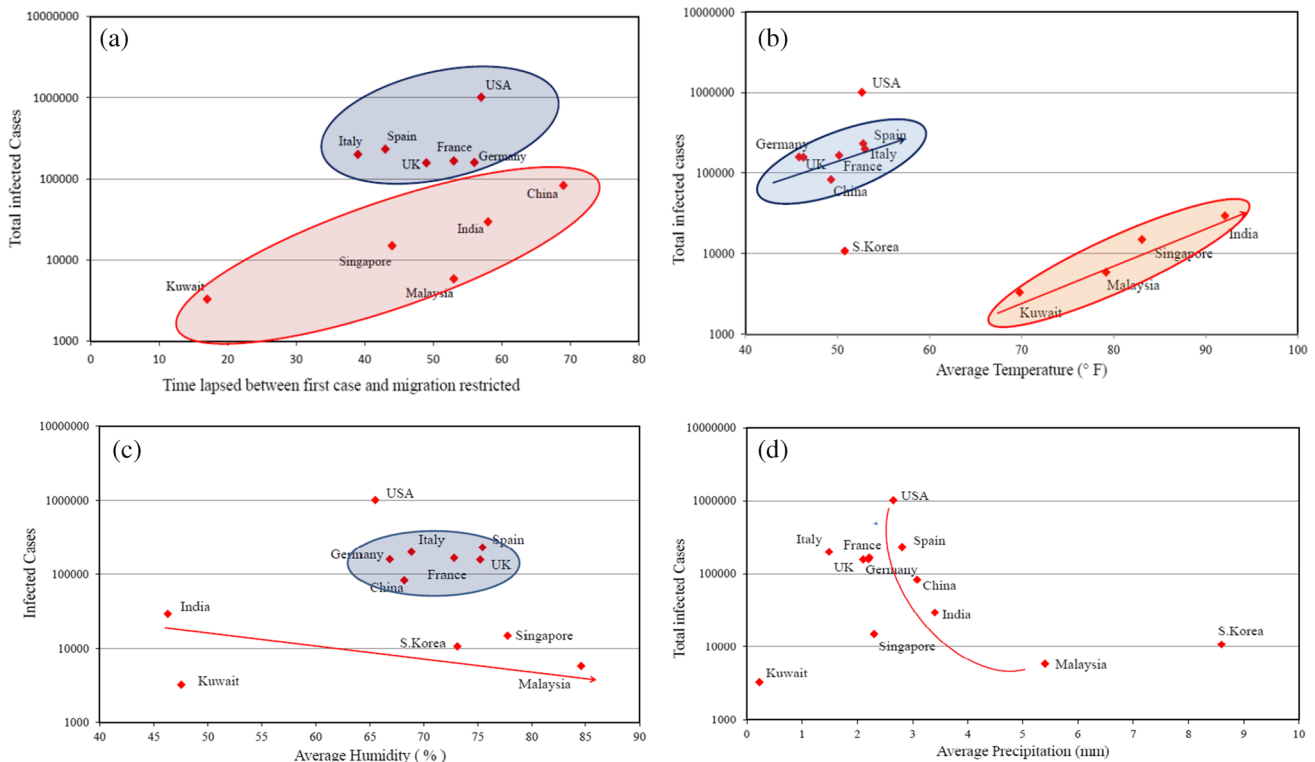 (a)
10000000
1000000
100000
10000
1000
Total infected Cases
USA
Italy
Spain
UK
France
Germany
China
India
Singapore
Malaysia
Kuwait
0 10 20 30 40 50 60 70 80
Time lapsed between first case and migration restricted
(b)
10000000
1000000
100000
10000
1000
Total infected cases
USA
Germany
Spain
UK
Italy
France
China
S.Korea
India
Singapore
Malaysia
Kuwait
40 50 60 70 80 90 100
Average Temperature (° F)
(c)
10000000
1000000
100000
10000
1000
Infected Cases
USA
Germany
Italy
Spain
France
UK
China
India
S.Korea
Singapore
Kuwait
Malaysia
40 45 50 55 60 65 70 75 80 85 90
Average Humidity ( % )
(d)
10000000
1000000
100000
10000
1000
Total infected Cases
USA
Italy
France
Spain
UK
Germany
China
India
Singapore
S.Korea
Malaysia
Kuwait
0 1 2 3 4 5 6 7 8 9 10
Average Precipitation (mm)